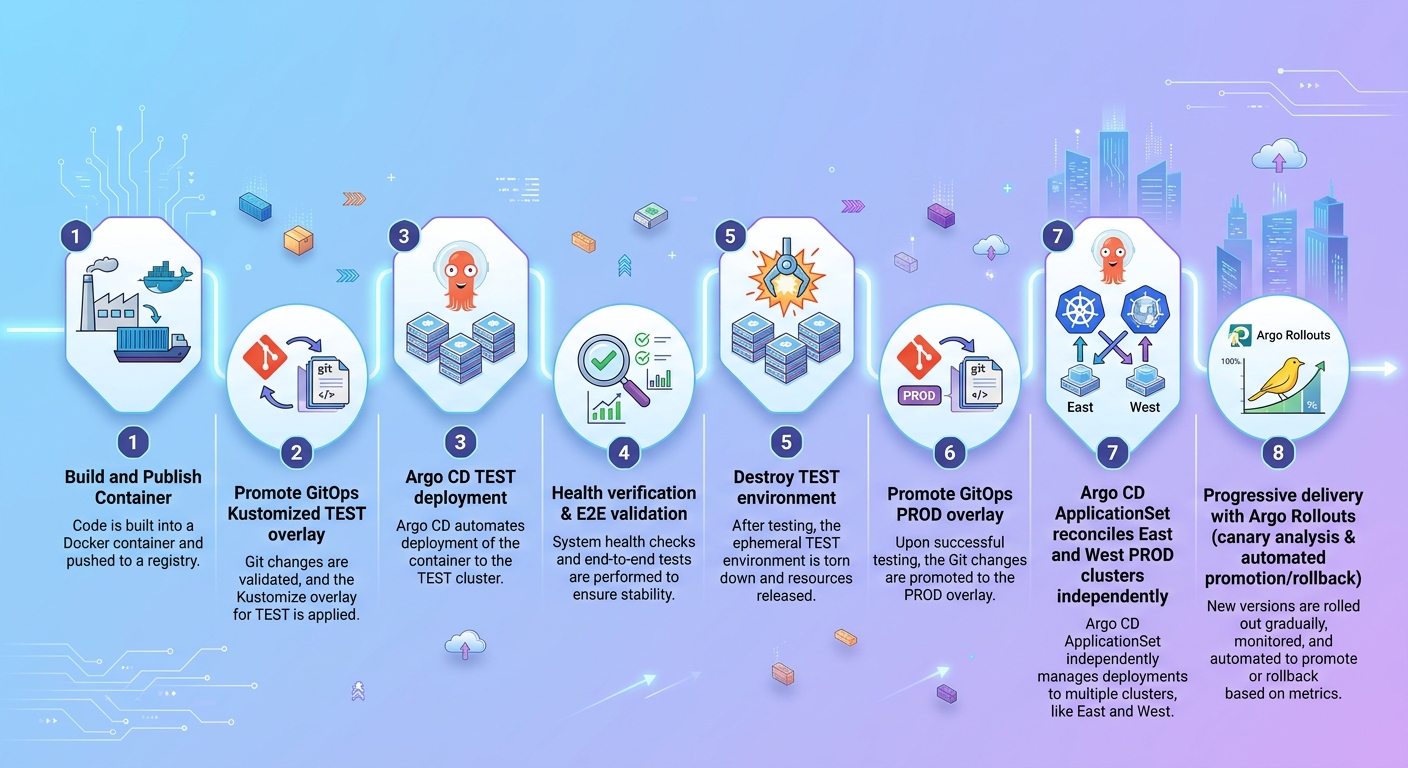 1
1
Build and Publish
Container
Code is built into a
Docker container and
pushed to a registry.
git
</>
2
Promote GitOps
Kustomized TEST
overlay
Git changes are
validated, and the
Kustomize overlay
for TEST is applied.
3
3
Argo CD TEST
deployment
Argo CD automates
deployment of the
container to the
TEST cluster.
4
Health verification
& E2E validation
System health checks
and end-to-end tests
are performed to
ensure stability.
5
5
Destroy TEST
environment
After testing, the
ephemeral TEST
environment is torn
down and resources
released.
git
PROD
</>
6
Promote GitOps
PROD overlay
Upon successful
testing, the Git changes
are promoted to the
PROD overlay.
7
East West
7
Argo CD
ApplicationSet
reconciles East
and West PROD
clusters
independently
Argo CD
ApplicationSet
independently
manages deployments
to multiple clusters,
like East and West.
Argo Rollouts
100%
8
Progressive delivery
with Argo Rollouts
(canary analysis &
automated
promotion/rollback)
New versions are rolled
out gradually,
monitored, and
automated to promote
or rollback
based on metrics.